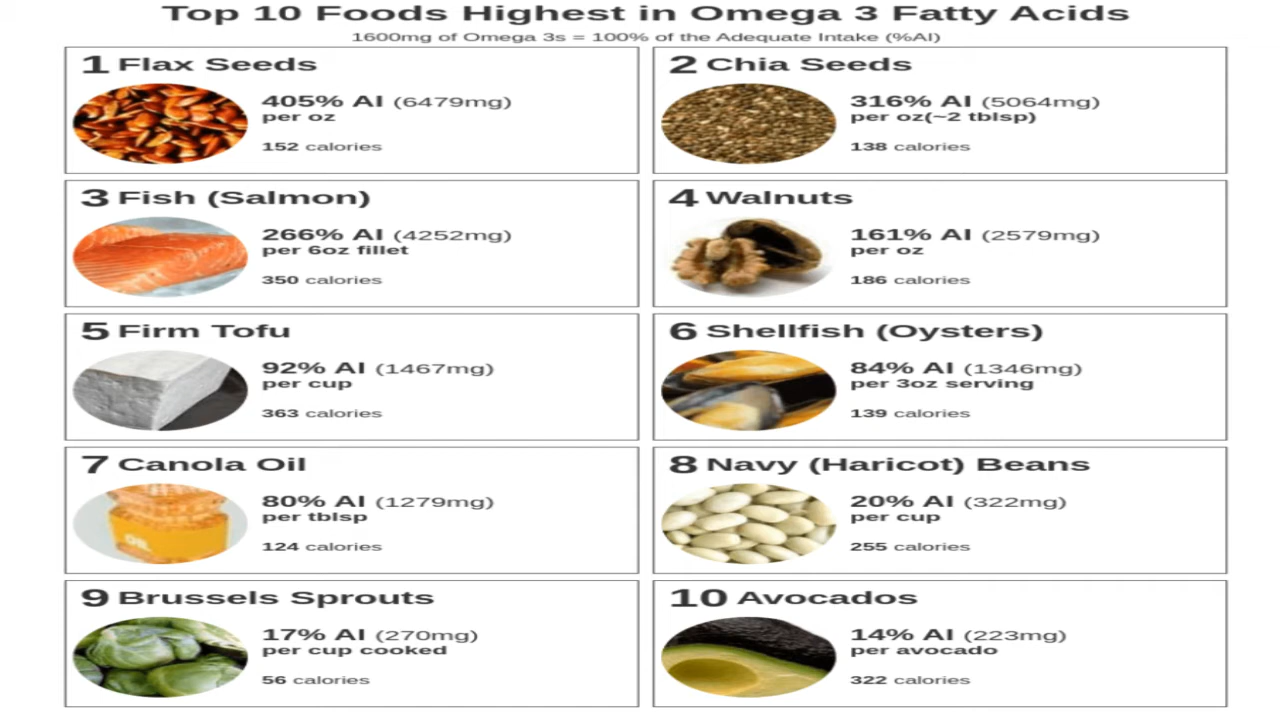 Top 10 Foods Highest in Omega 3 Fatty Acids
1600mg of Omega 3s = 100% of the Adequate Intake (%AI)
1 Flax Seeds
405% AI (6479mg)
per oz
152 calories
2 Chia Seeds
316% AI (5064mg)
per oz(~2 tblsp)
138 calories
3 Fish (Salmon)
266% AI (4252mg)
per 6oz fillet
350 calories
4 Walnuts
161% AI (2579mg)
per oz
186 calories
5 Firm Tofu
92% AI (1467mg)
per cup
363 calories
6 Shellfish (Oysters)
84% AI (1346mg)
per 3oz serving
139 calories
7 Canola Oil
OIL
80% AI (1279mg)
per tblsp
124 calories
8 Navy (Haricot) Beans
20% AI (322mg)
per cup
255 calories
9 Brussels Sprouts
17% AI (270mg)
per cup cooked
56 calories
10 Avocados
14% AI (223mg)
per avocado
322 calories